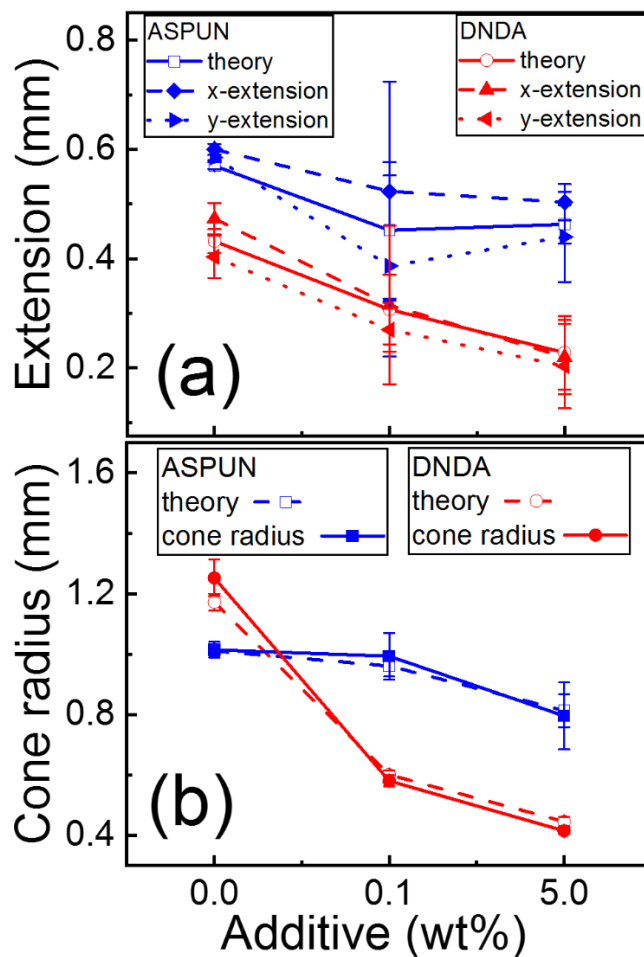 0.8
0.6
0.4
0.2
Extension (mm)
ASPUN
theory
x-extension
y-extension
DNDA
theory
x-extension
y-extension
(a)
1.6
1.2
0.8
0.4
Cone radius (mm)
ASPUN
theory
cone radius
DNDA
theory
cone radius
(b)
0.0 0.1 5.0
Additive (wt%)